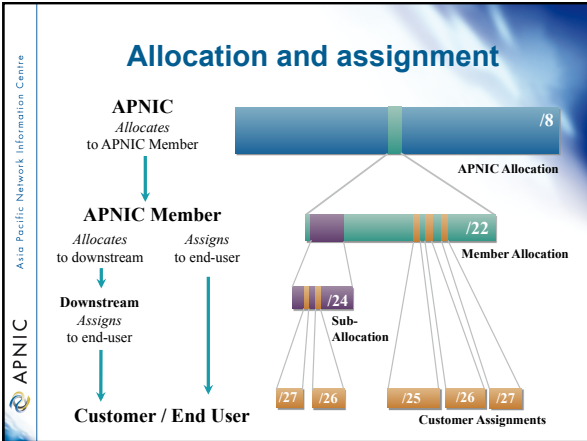 Allocation and assignment
Asia Pacific Network Information Centre
APNIC
APNIC
Allocates
to APNIC Member
/8
APNIC Allocation
APNIC Member
Allocates
to downstream
Assigns
to end-user
/22
Member Allocation
Downstream
Assigns
to end-user
/24
Sub-
Allocation
/27
/26
/25
/26
/27
Customer Assignments
Customer / End User